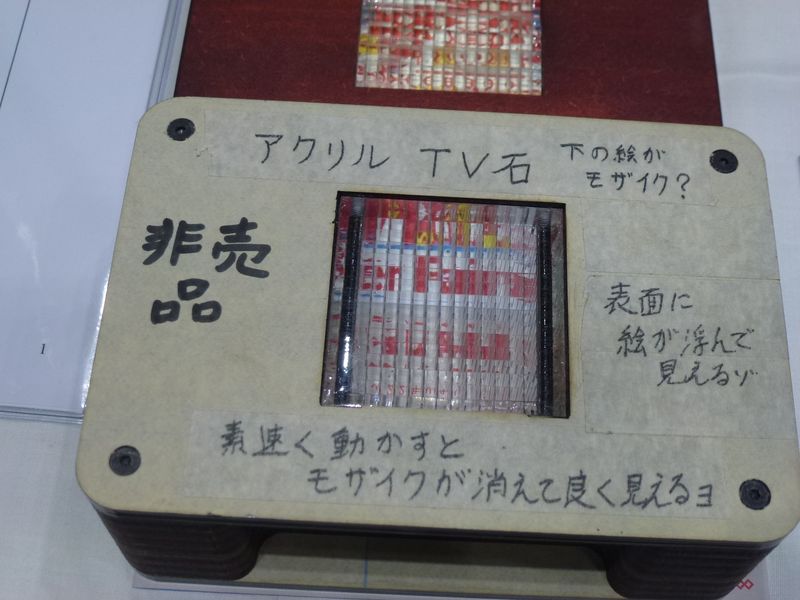 アクリル TV石
下の絵が
モザイク?
非売
品
表面に
絵が浮んで
見えるゾ
素速く動かすと
モザイクが消えて良く見えるヨ
1